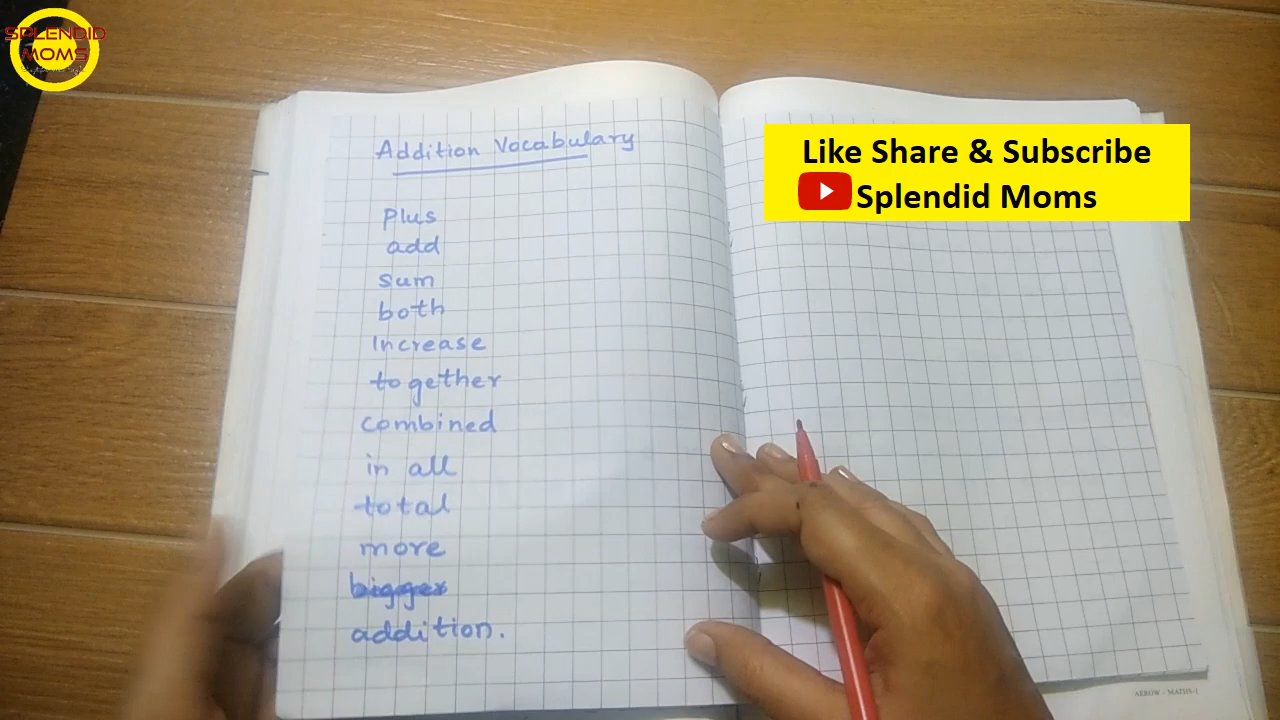 SPLENDID
MOMS
Addition Vocabulary
Plus
add
sum
both
Increase
together
combined
in all
total
more
bigger
addition.
Like Share & Subscribe
Splendid Moms
ARROW - MATHS-1